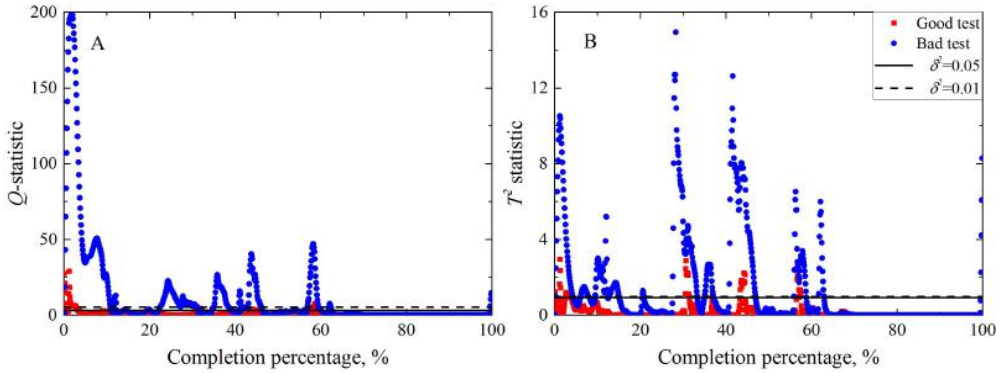 A
200
150
100
50
0
Q-statistic
0 20 40 60 80 100
Completion percentage, %
B
16
12
8
4
0
T² statistic
0 20 40 60 80 100
Completion percentage, %
Good test
Bad test
δ²=0.05
δ²=0.01